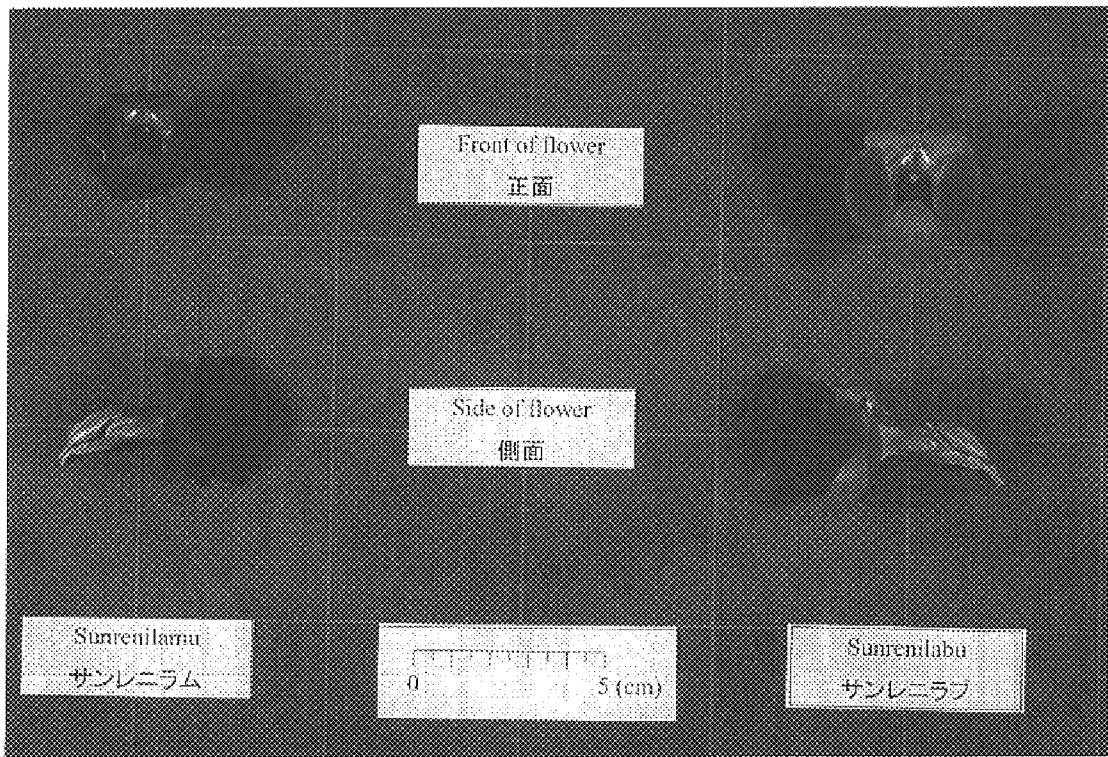 Front of flower
正面
Side of flower
側面
Sunrenilamu
サンレニラム
0 5 (cm)
Sunrenilabu
サンレニラブ